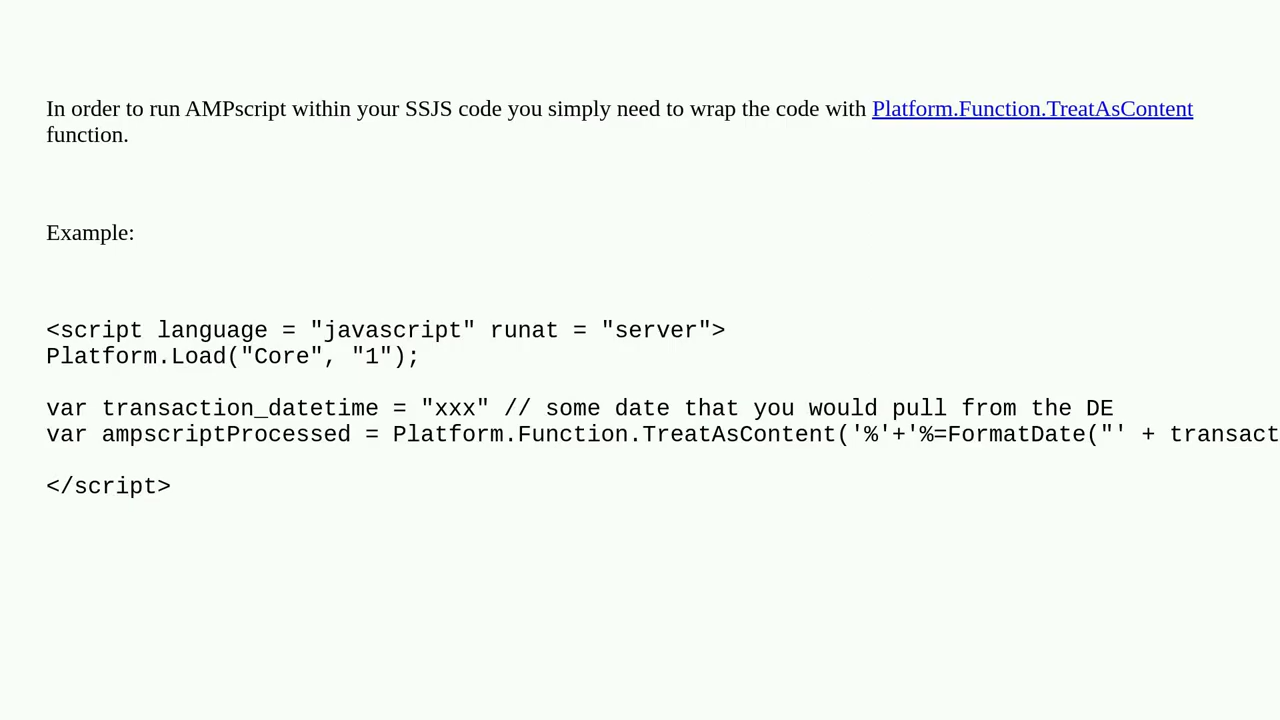 In order to run AMPscript within your SSJS code you simply need to wrap the code with Platform.Function.TreatAsContent
function.
Example:
<script language = "javascript" runat = "server">
Platform.Load("Core", "1");
var transaction_datetime = "xxx" // some date that you would pull from the DE
var ampscriptProcessed = Platform.Function.TreatAsContent('%'+'%=FormatDate("' + transact
</script>